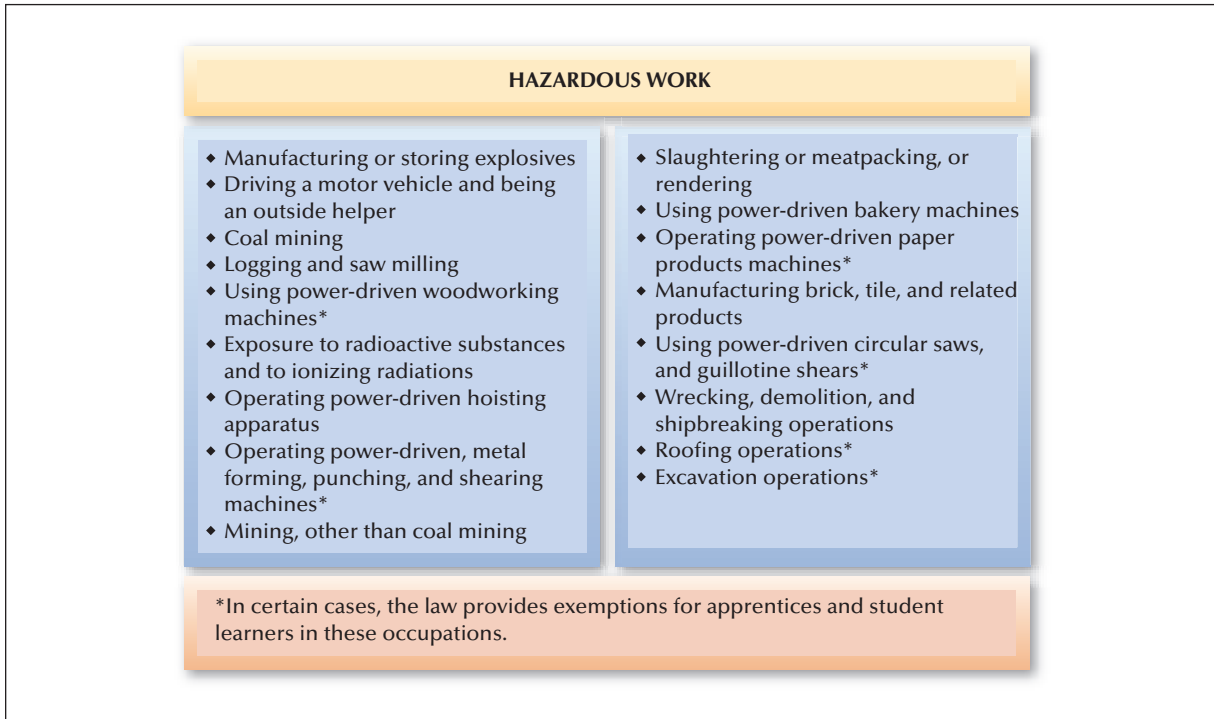 HAZARDOUS WORK
◆ Manufacturing or storing explosives
◆ Driving a motor vehicle and being
an outside helper
◆ Coal mining
◆ Logging and saw milling
◆ Using power-driven woodworking
machines*
◆ Exposure to radioactive substances
and to ionizing radiations
◆ Operating power-driven hoisting
apparatus
◆ Operating power-driven, metal
forming, punching, and shearing
machines*
◆ Mining, other than coal mining
◆ Slaughtering or meatpacking, or
rendering
◆ Using power-driven bakery machines
◆ Operating power-driven paper
products machines*
◆ Manufacturing brick, tile, and related
products
◆ Using power-driven circular saws,
and guillotine shears*
◆ Wrecking, demolition, and
shipbreaking operations
◆ Roofing operations*
◆ Excavation operations*
*In certain cases, the law provides exemptions for apprentices and student
learners in these occupations.